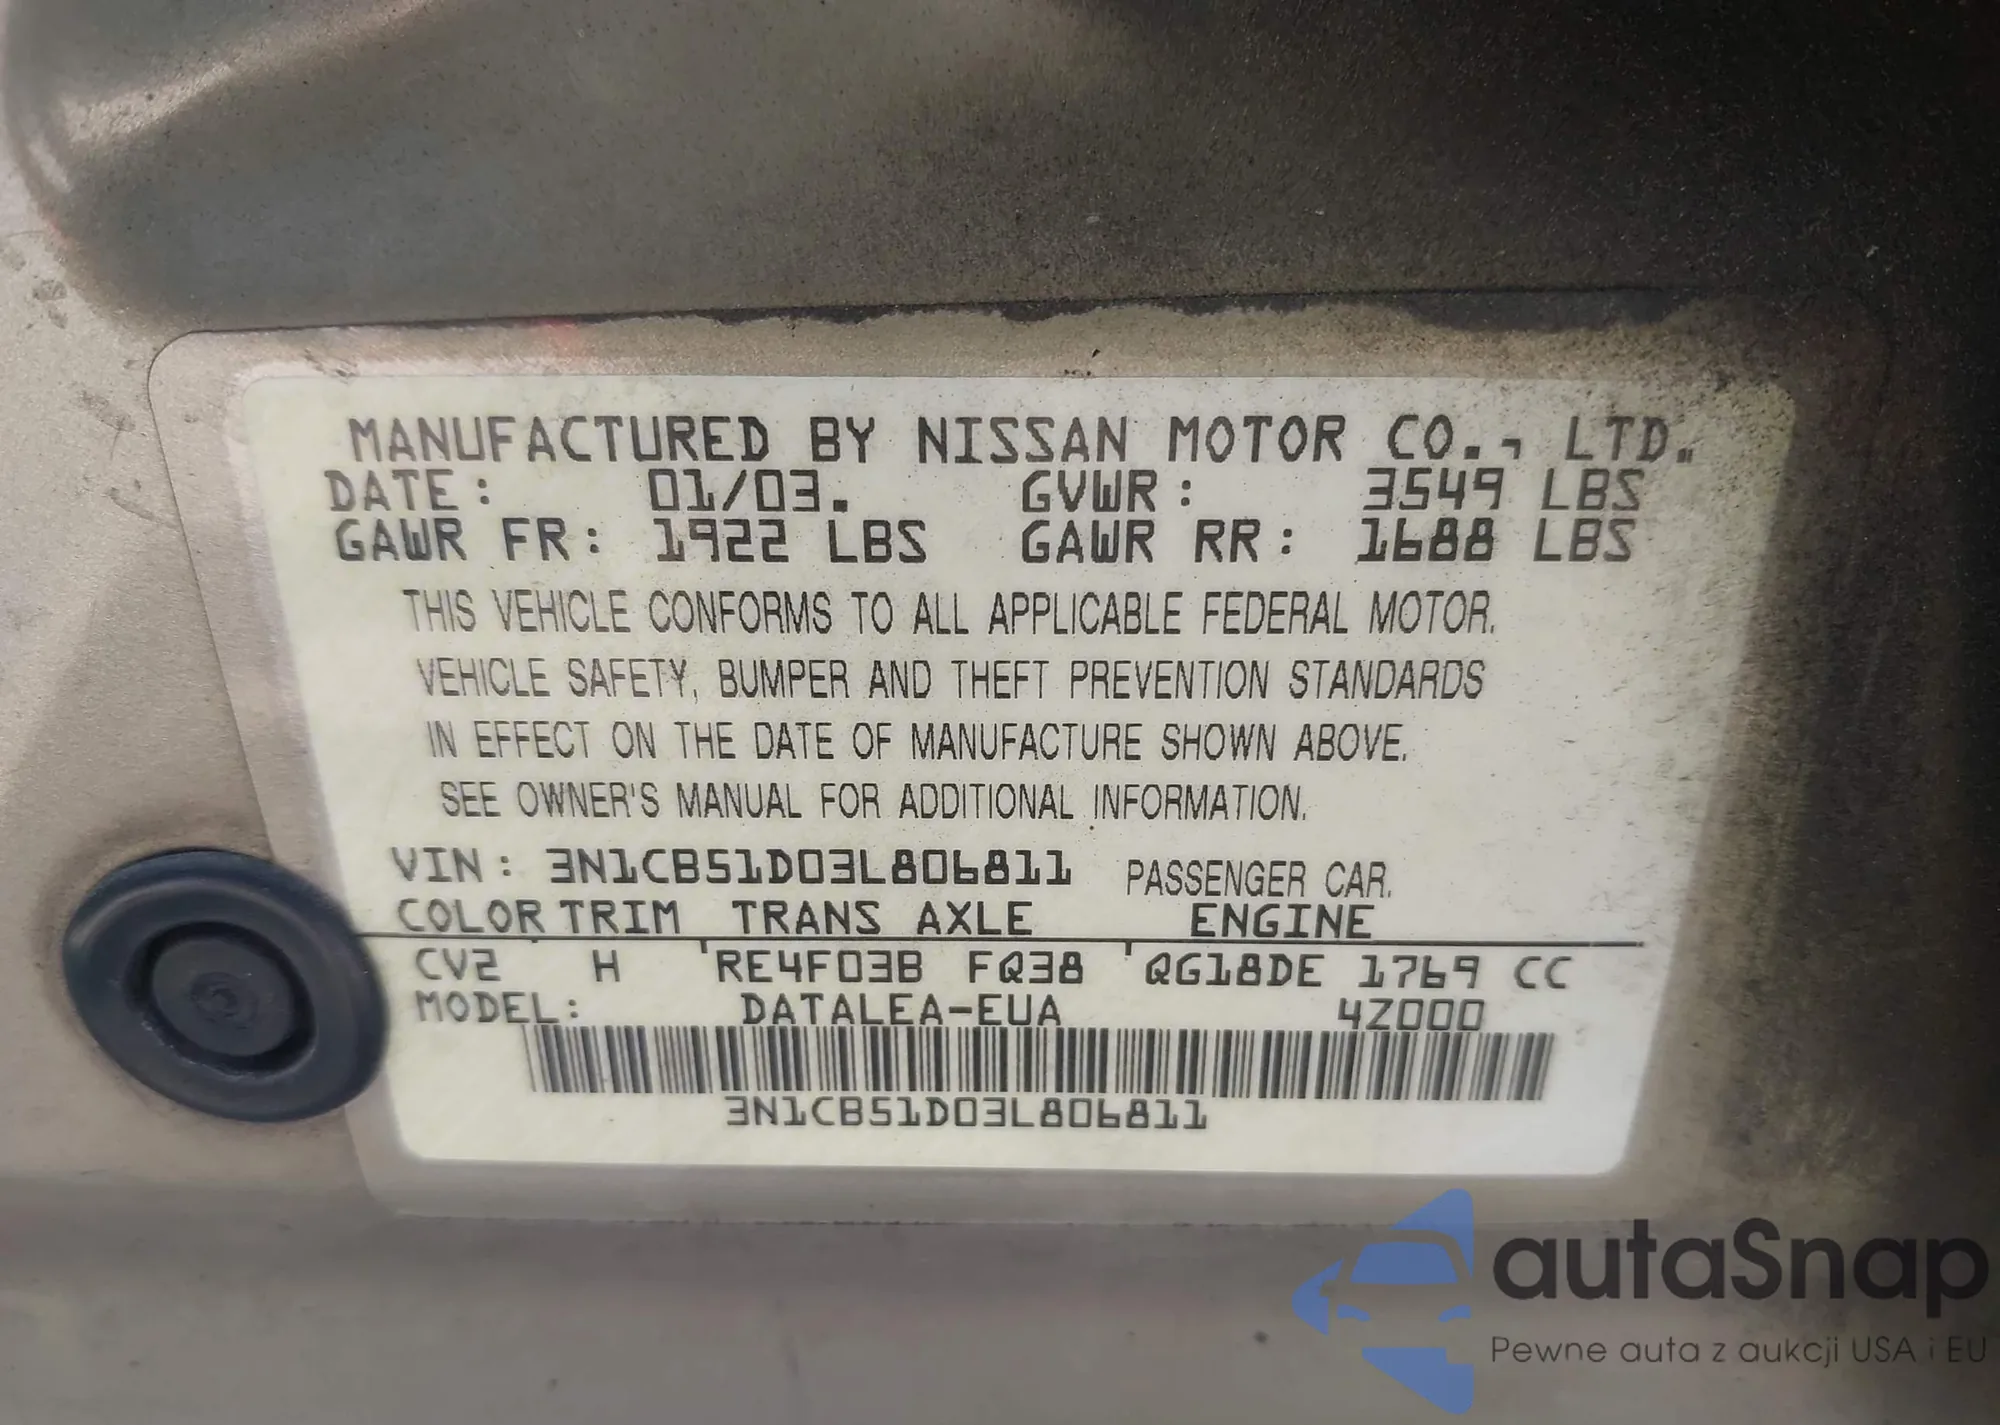 MANUFACTURED BY NISSAN MOTOR CO., LTD.
DATE: 01/03. GVWR: 3549 LBS
GAWR FR: 1922 LBS GAWR RR: 1688 LBS
THIS VEHICLE CONFORMS TO ALL APPLICABLE FEDERAL MOTOR.
VEHICLE SAFETY, BUMPER AND THEFT PREVENTION STANDARDS
IN EFFECT ON THE DATE OF MANUFACTURE SHOWN ABOVE.
SEE OWNER'S MANUAL FOR ADDITIONAL INFORMATION.
VIN: 3N1CB51D03L806811 PASSENGER CAR.
COLOR TRIM TRANS AXLE ENGINE
CV2 H RE4F03B FQ38 QG18DE 1769 CC
MODEL: DATALEA-EUA 4Z000
3N1CB51D03L806811
autaSnap
Pewne auta z aukcji USA i EU